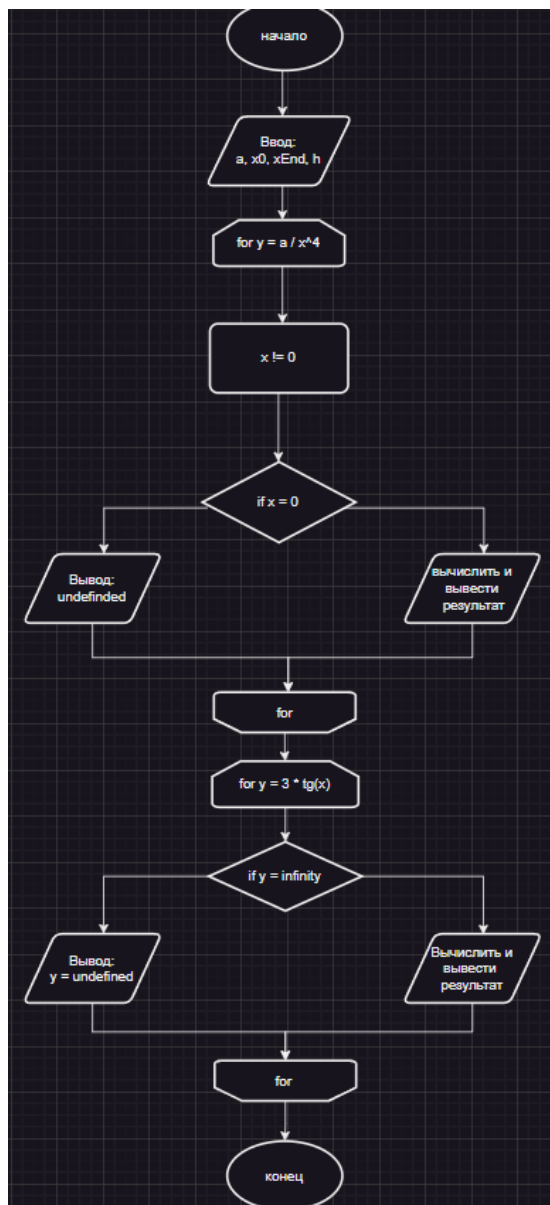 начало
Ввод:
a, x0, xEnd, h
for y = a / x^4
x != 0
if x = 0
Вывод:
undefinded
вычислить и
вывести
результат
for
for y = 3 * tg(x)
if y = infinity
Вывод:
y = undefined
Вычислить и
вывести
результат
for
конец